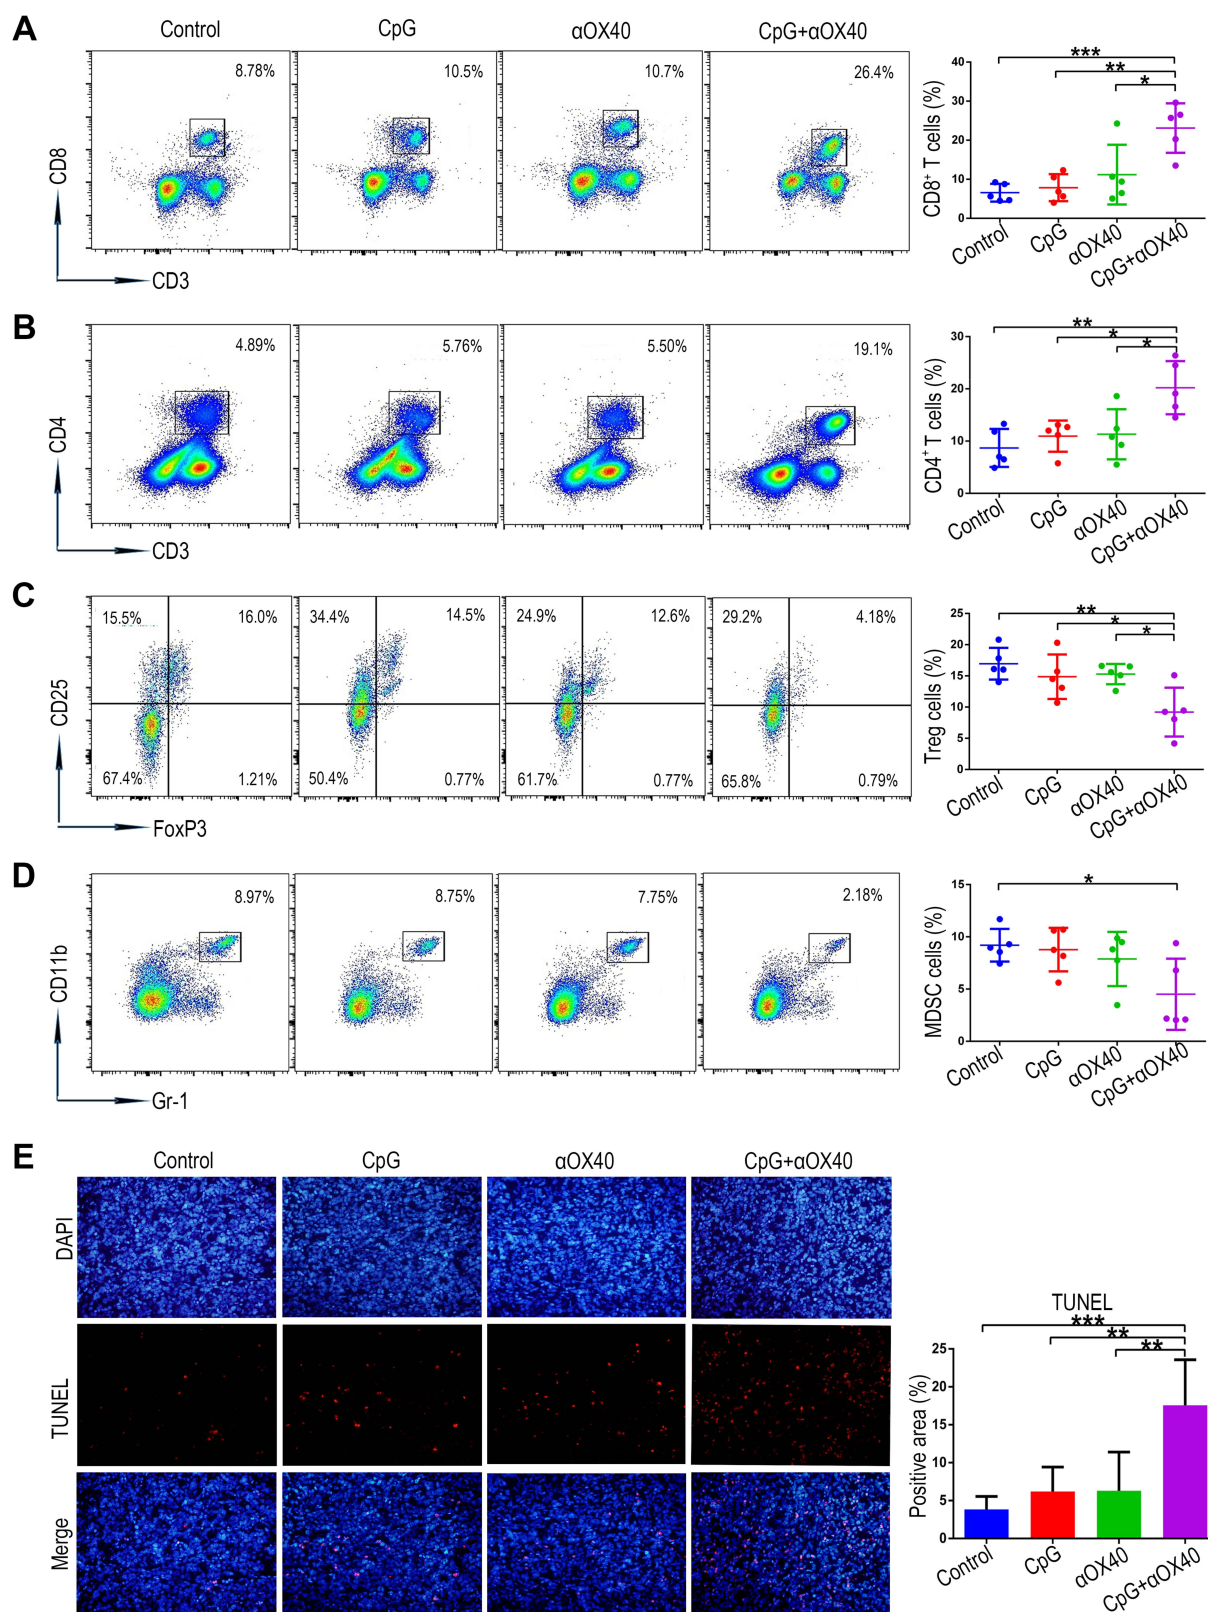 A
Control
CpG
αOX40
CpG+αOX40
8.78%
10.5%
10.7%
26.4%
CD8
CD3
CD8⁺ T cells (%)
40
30
20
10
0
***
**
*
Control
CpG
αOX40
CpG+αOX40
B
4.89%
5.76%
5.50%
19.1%
CD4
CD3
CD4⁺ T cells (%)
30
20
10
0
**
*
*
Control
CpG
αOX40
CpG+αOX40
C
15.5% 16.0%
67.4% 1.21%
34.4% 14.5%
50.4% 0.77%
24.9% 12.6%
61.7% 0.77%
29.2% 4.18%
65.8% 0.79%
CD25
FoxP3
Treg cells (%)
25
20
15
10
5
0
**
*
*
Control
CpG
αOX40
CpG+αOX40
D
8.97%
8.75%
7.75%
2.18%
CD11b
Gr-1
MDSC cells (%)
15
10
5
0
*
Control
CpG
αOX40
CpG+αOX40
E
Control
CpG
αOX40
CpG+αOX40
DAPI
TUNEL
Merge
TUNEL
***
**
**
Positive area (%)
25
20
15
10
5
0
Control
CpG
αOX40
CpG+αOX40